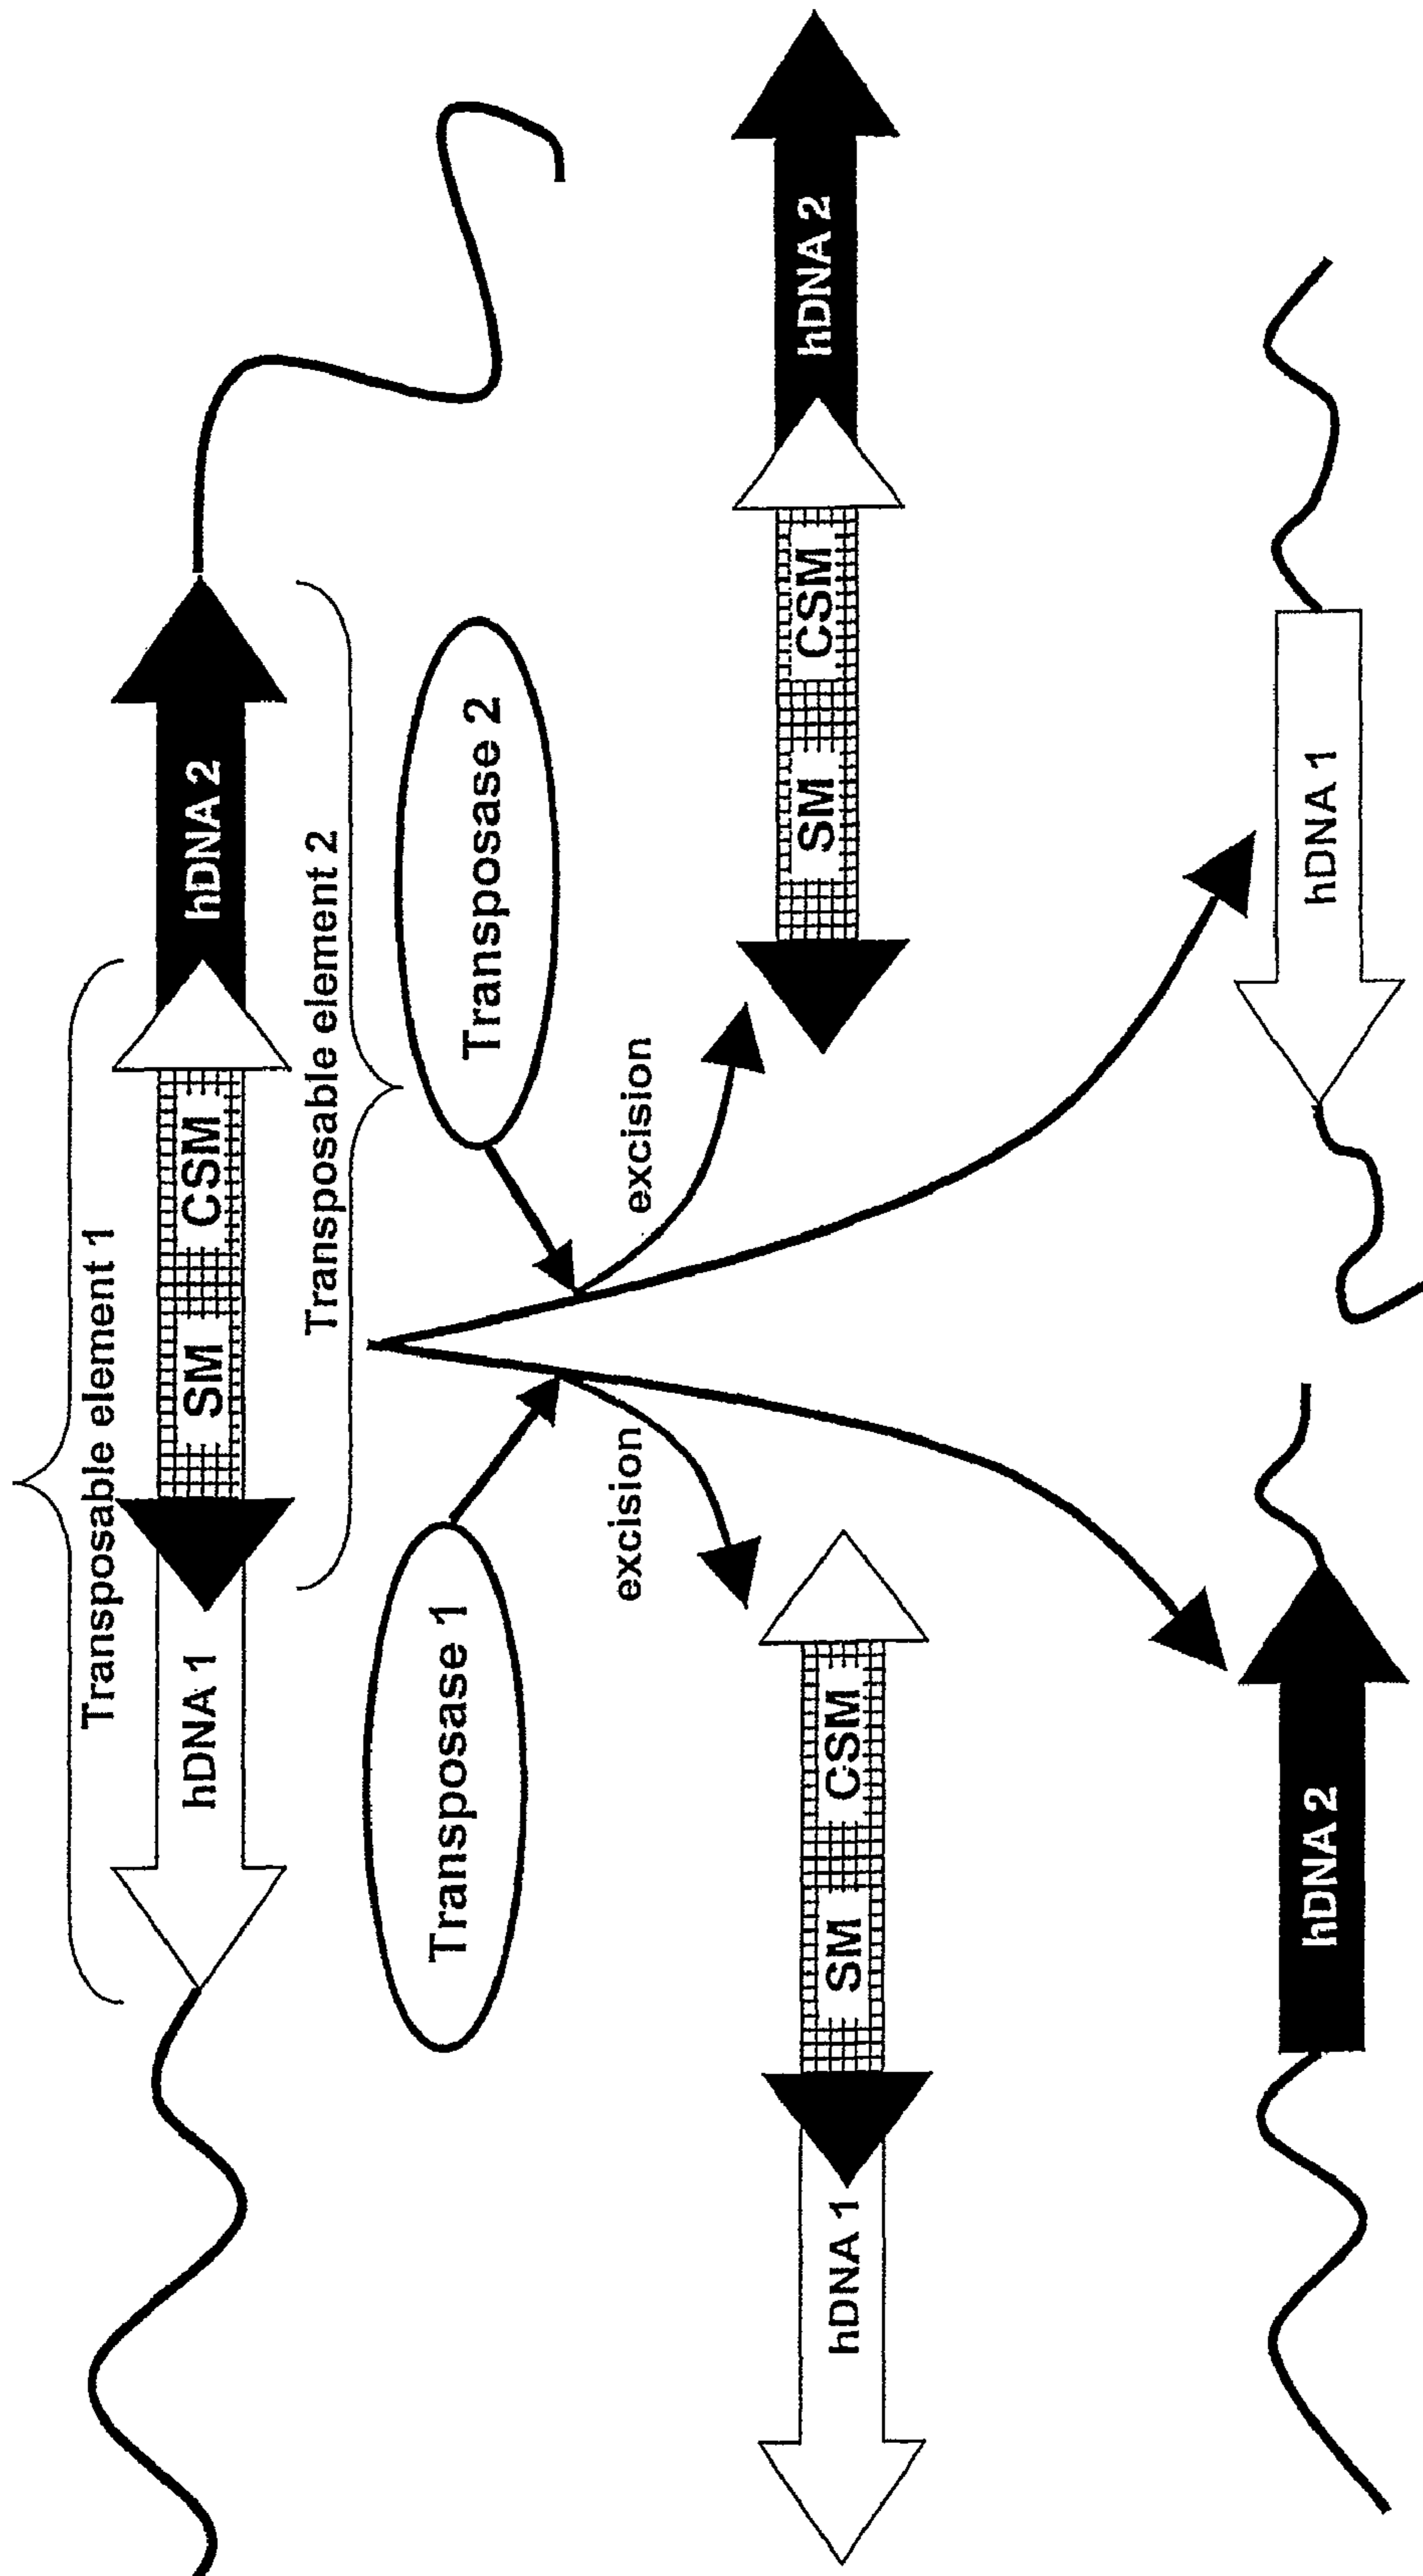 Transposable element 1
hDNA 1
SM
CSM
hDNA 2
Transposable element 2
Transposase 1
Transposase 2
excision
excision
hDNA 1
SM
CSM
SM
CSM
hDNA 2
hDNA 2
hDNA 1